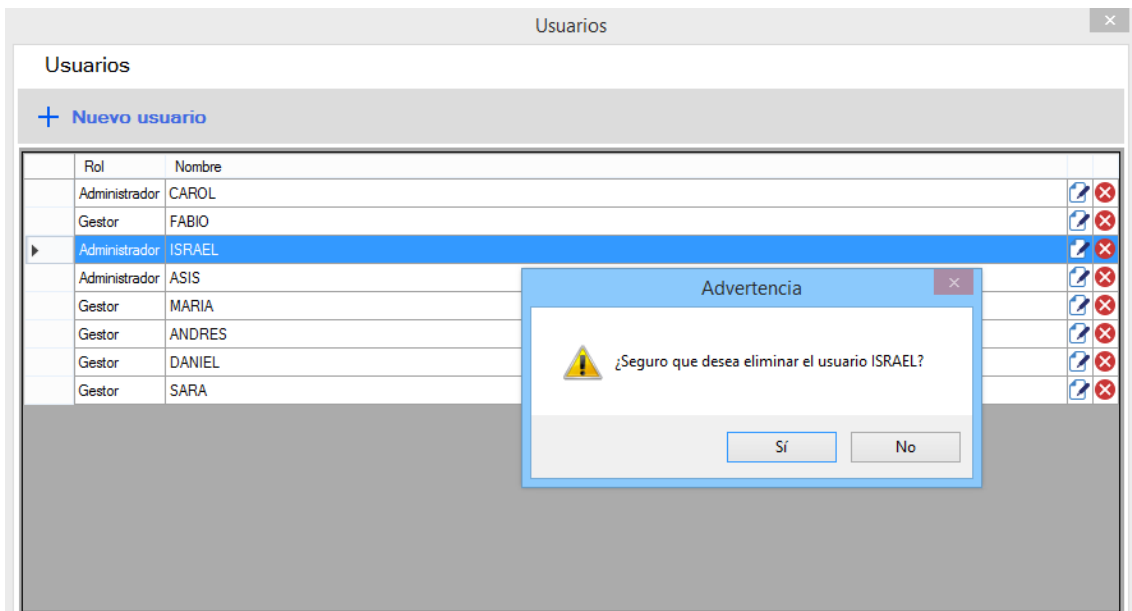 Usuarios
Usuarios
Nuevo usuario
Rol Nombre
Administrador CAROL
Gestor FABIO
Administrador ISRAEL
Administrador ASIS
Gestor MARIA
Gestor ANDRES
Gestor DANIEL
Gestor SARA
Advertencia
¿Seguro que desea eliminar el usuario ISRAEL?
Sí No